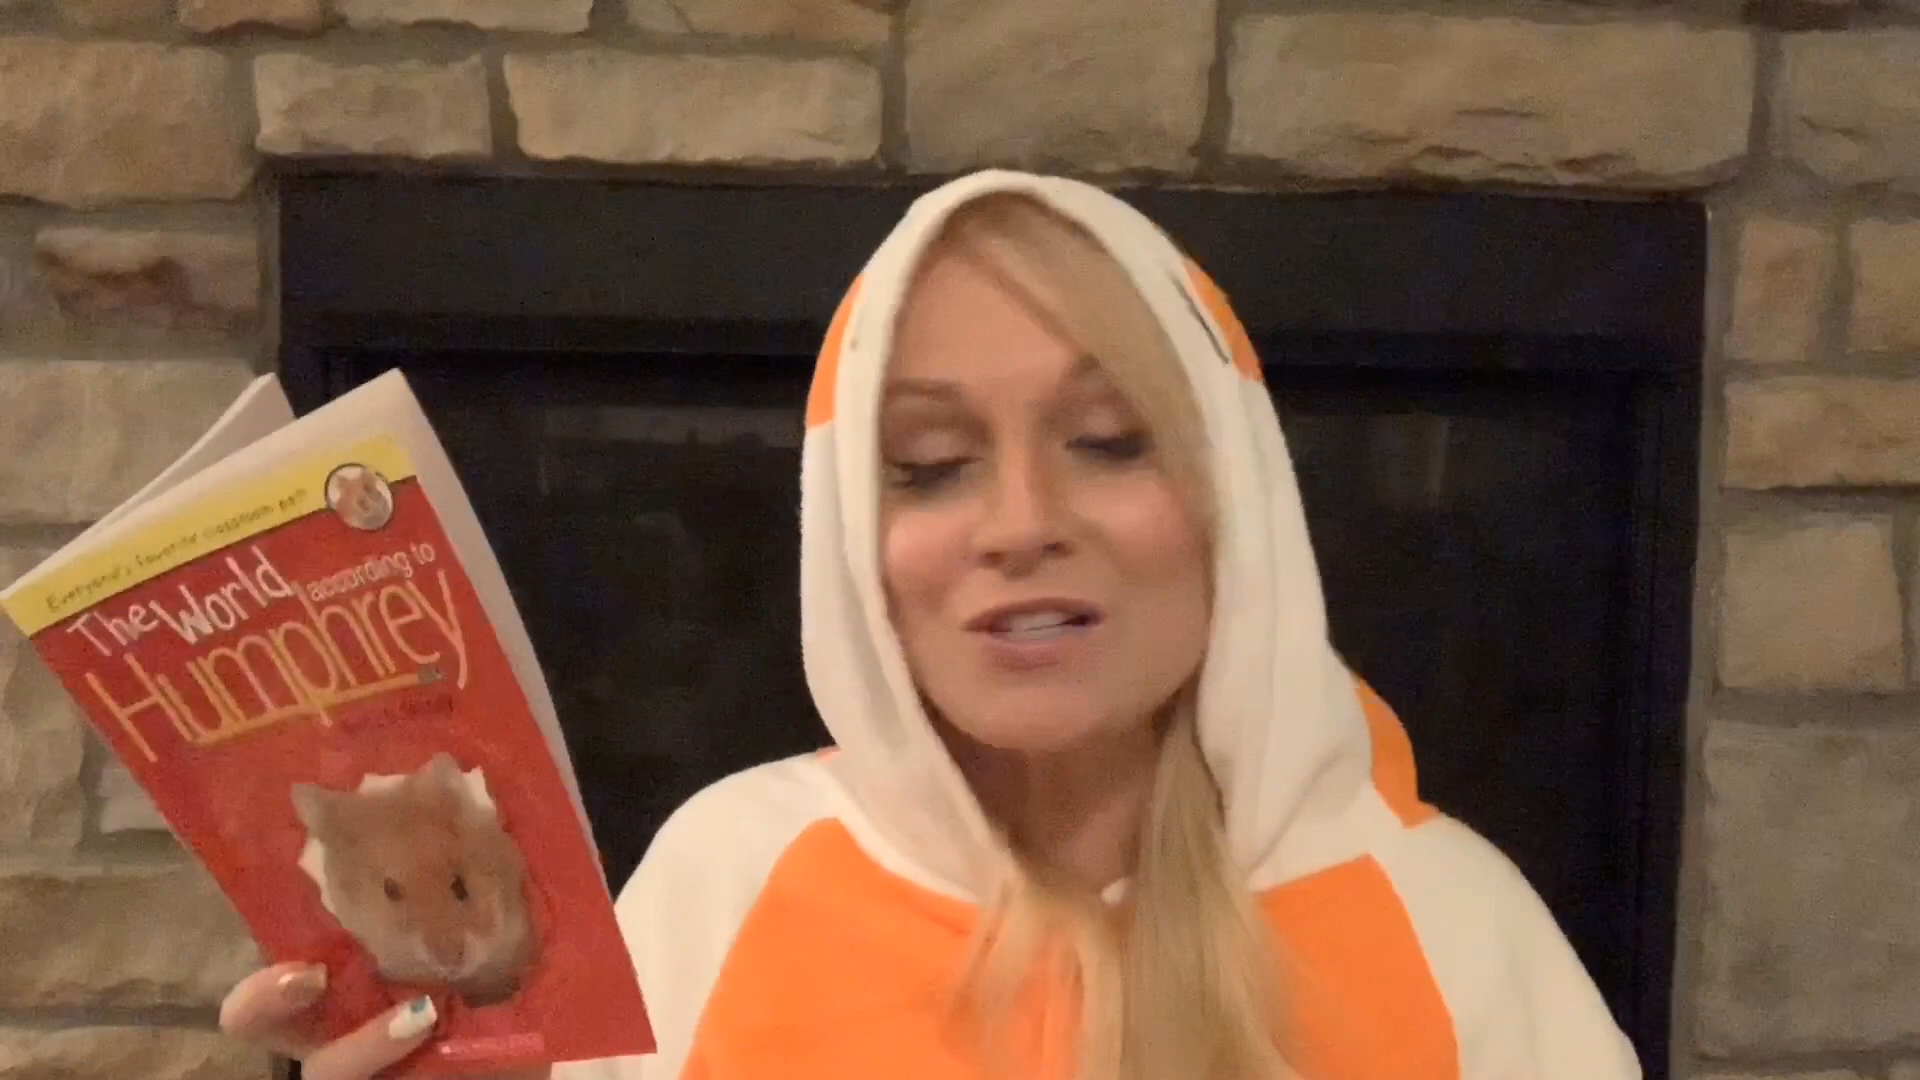 Everyone's favorite classroom pet!
The World
according to
Humphrey